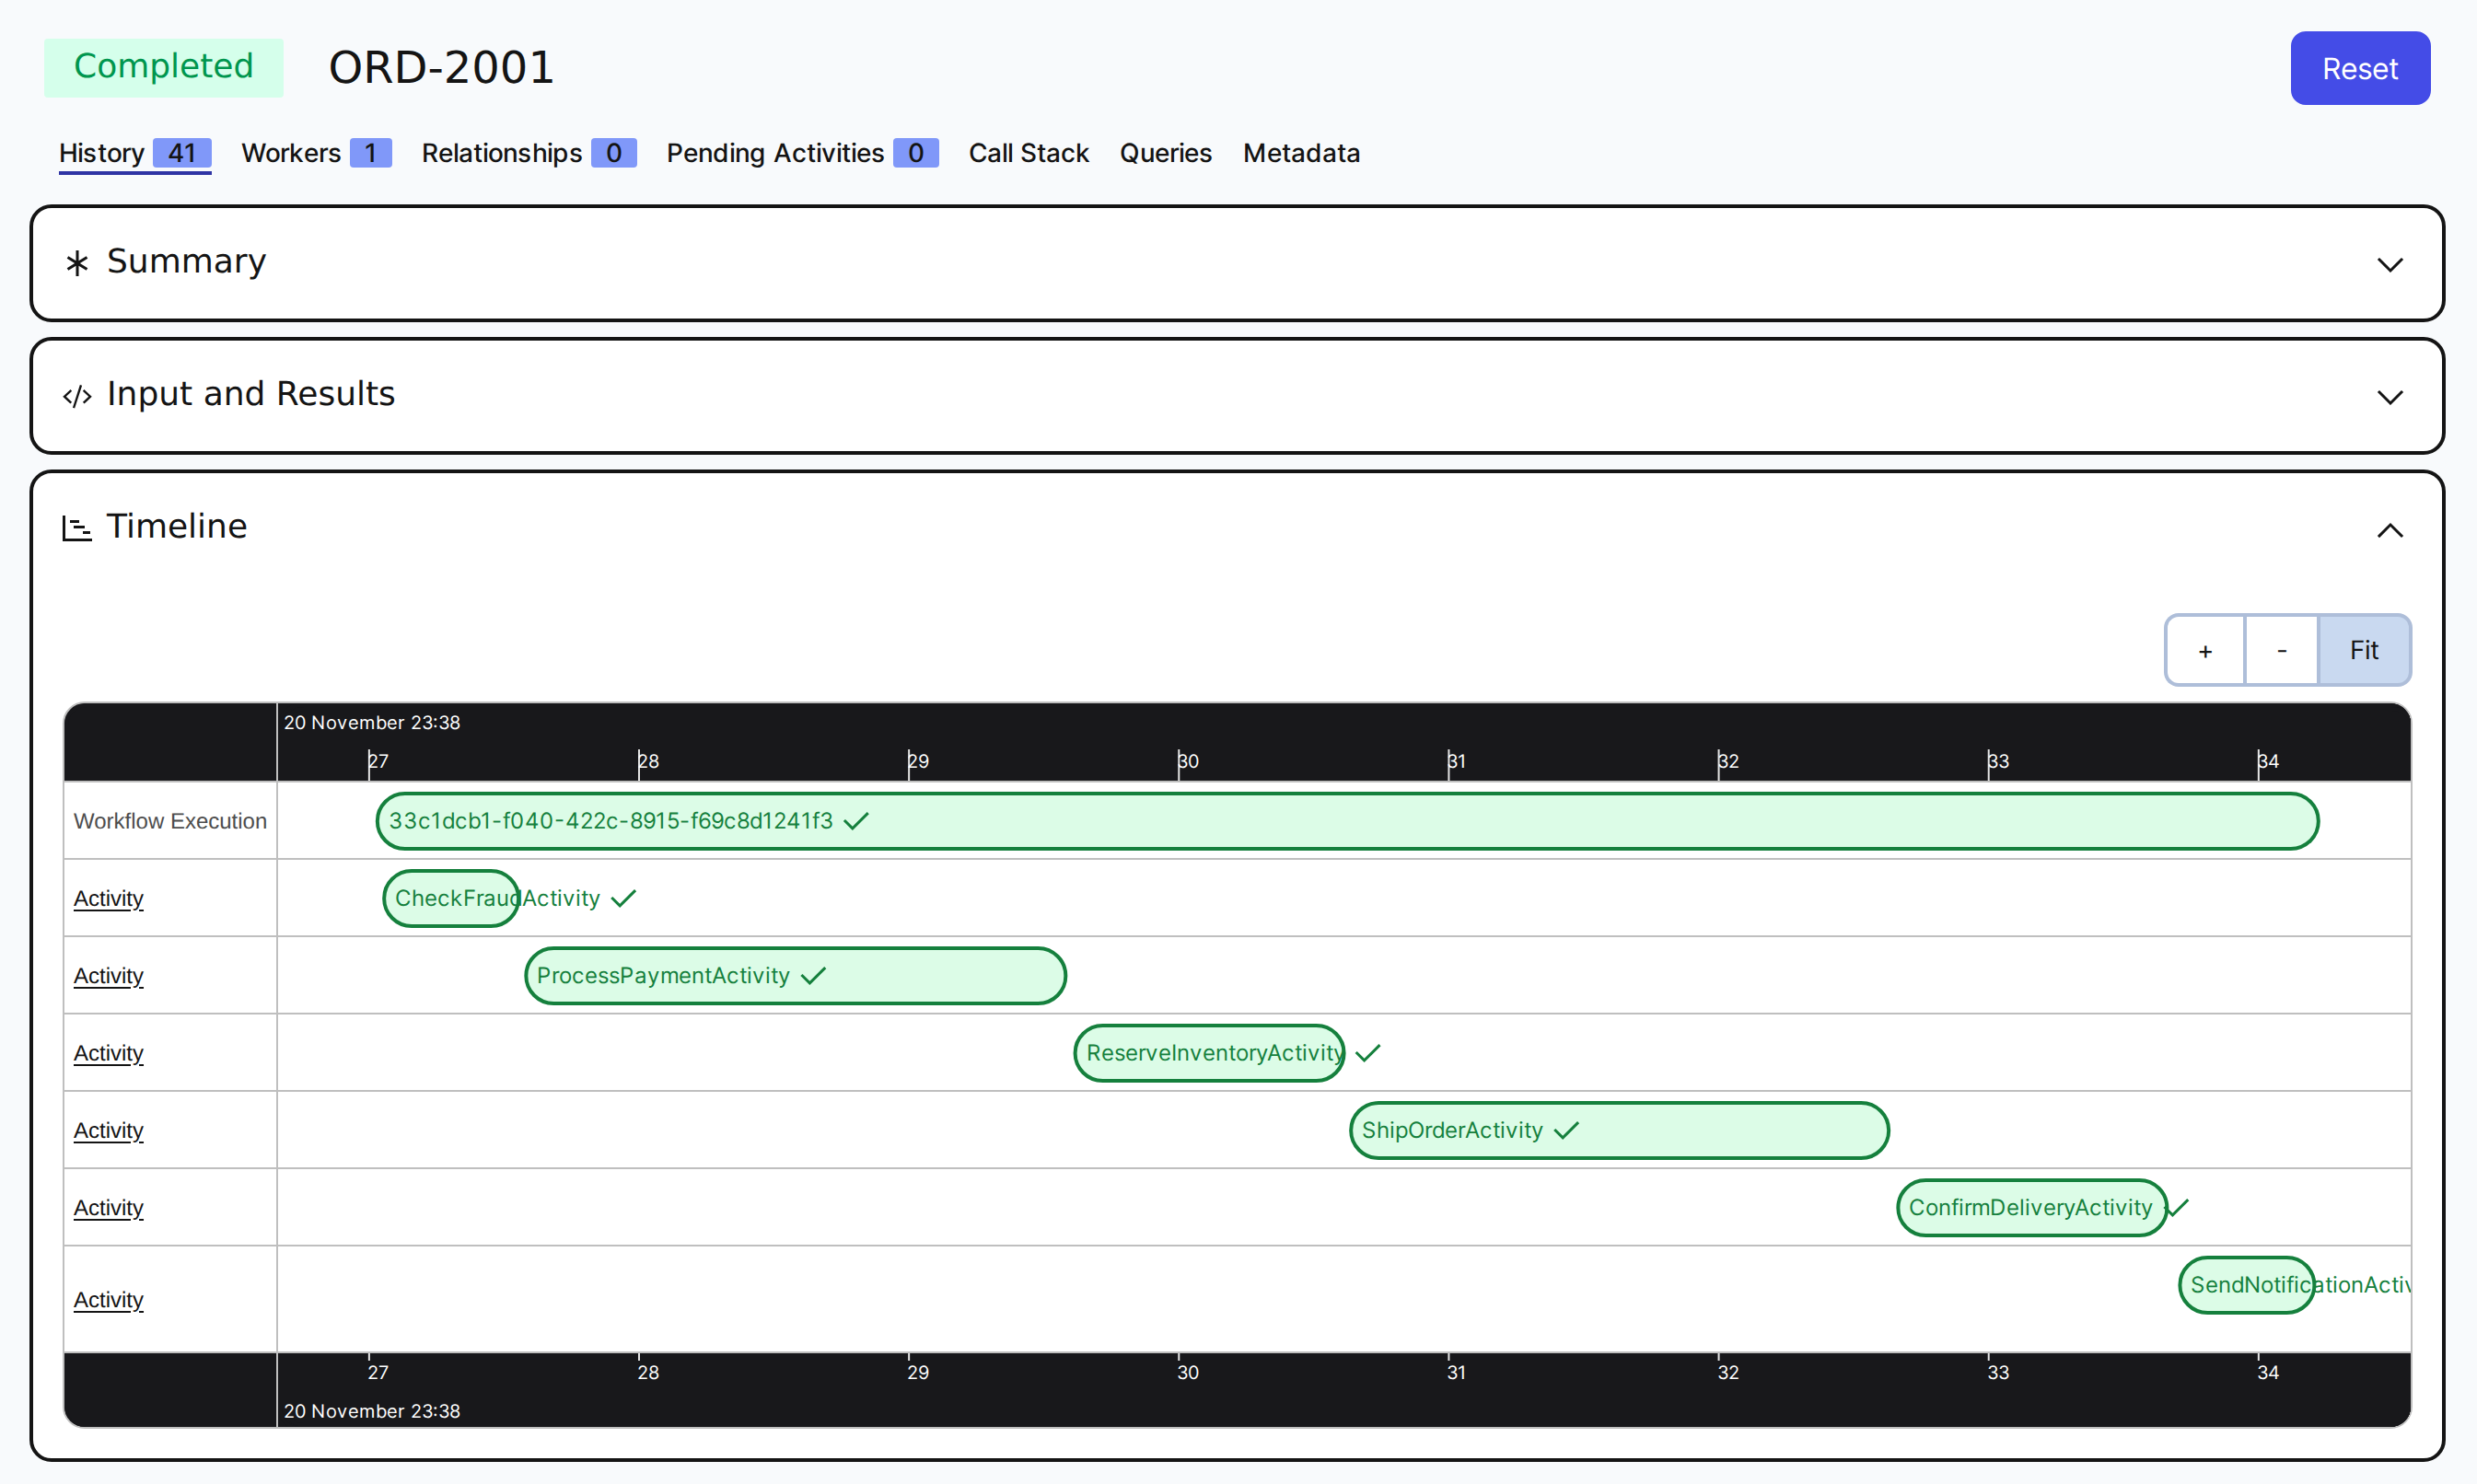 Completed ORD-2001 Reset
History 41 Workers 1 Relationships 0 Pending Activities 0 Call Stack Queries Metadata
Summary
</> Input and Results
Timeline
+ - Fit
20 November 23:38
27 28 29 30 31 32 33 34
Workflow Execution 33c1dcb1-f040-422c-8915-f69c8d1241f3
Activity CheckFraudActivity
Activity ProcessPaymentActivity
Activity ReserveInventoryActivity
Activity ShipOrderActivity
Activity ConfirmDeliveryActivity
Activity SendNotificationActiv
27 28 29 30 31 32 33 34
20 November 23:38